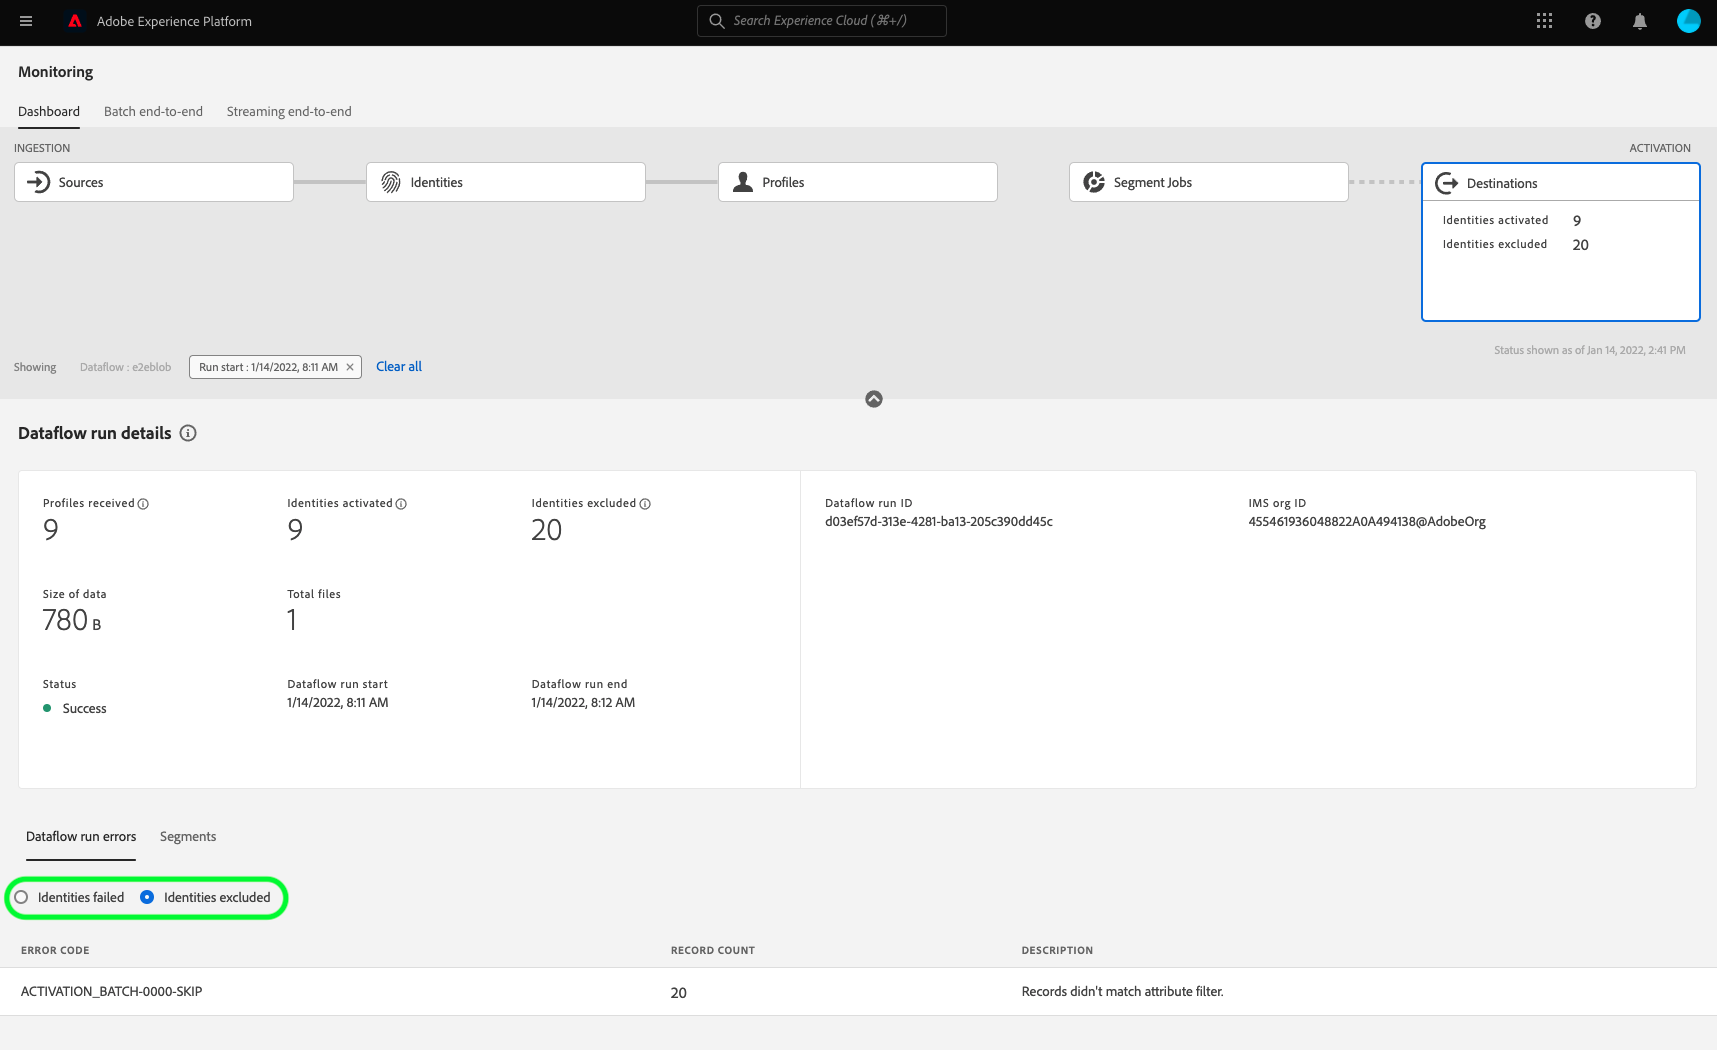 Adobe Experience Platform
Search Experience Cloud (⌘+/)
Monitoring
Dashboard Batch end-to-end Streaming end-to-end
INGESTION ACTIVATION
Sources Identities Profiles Segment Jobs Destinations
Identities activated 9
Identities excluded 20
Status shown as of Jan 14, 2022, 2:41 PM
Showing Dataflow : e2eblob Run start : 1/14/2022, 8:11 AM × Clear all
Dataflow run details
Profiles received Identities activated Identities excluded Dataflow run ID IMS org ID
9 9 20 d03ef57d-313e-4281-ba13-205c390dd45c 455461936048822A0A494138@AdobeOrg
Size of data Total files
780 B 1
Status Dataflow run start Dataflow run end
Success 1/14/2022, 8:11 AM 1/14/2022, 8:12 AM
Dataflow run errors Segments
Identities failed Identities excluded
ERROR CODE RECORD COUNT DESCRIPTION
ACTIVATION_BATCH-0000-SKIP 20 Records didn't match attribute filter.